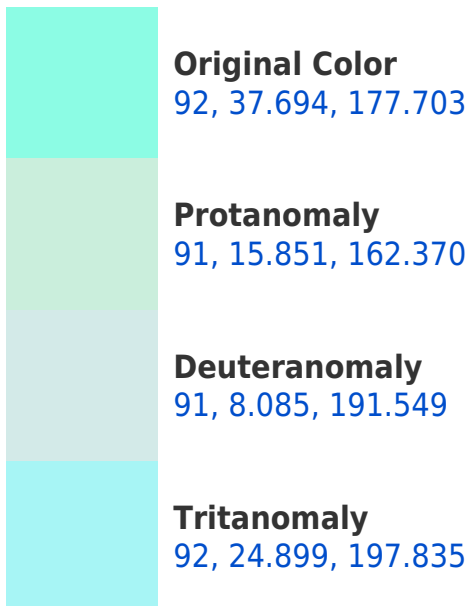 Original Color
92, 37.694, 177.703
Protanomaly
91, 15.851, 162.370
Deuteranomaly
91, 8.085, 191.549
Tritanomaly
92, 24.899, 197.835